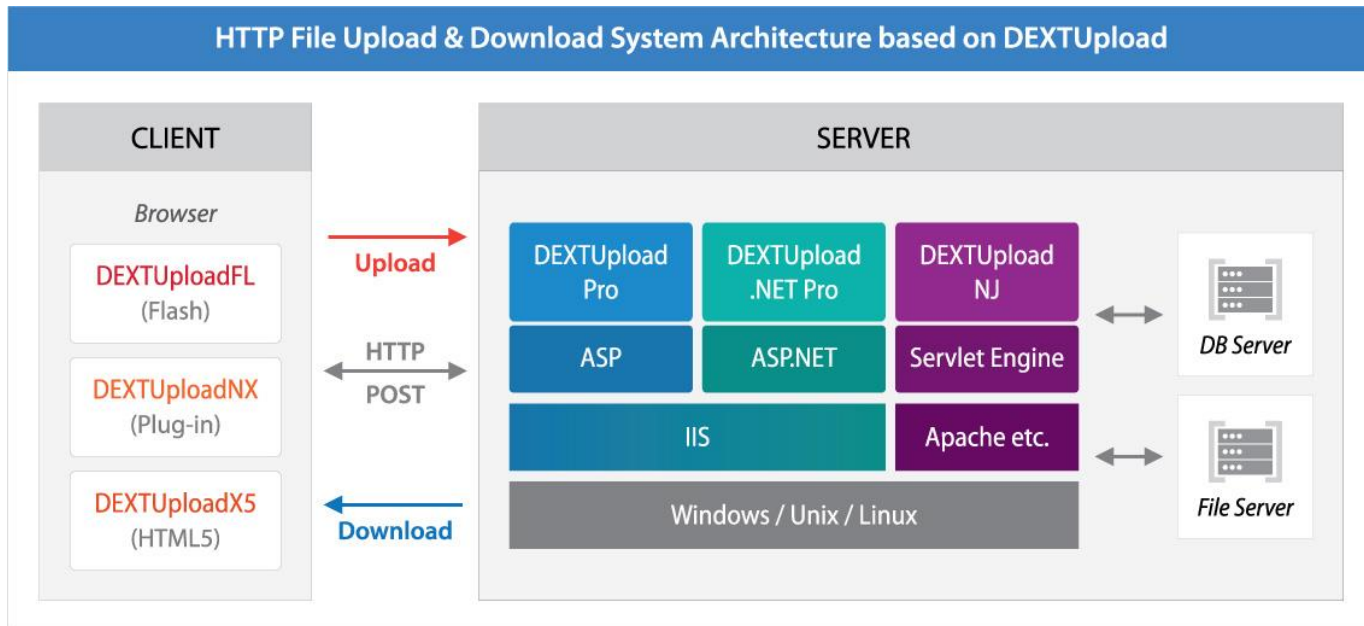 HTTP File Upload & Download System Architecture based on DEXTUpload
CLIENT
Browser
DEXTUploadFL
(Flash)
DEXTUploadNX
(Plug-in)
DEXTUploadX5
(HTML5)
Upload
HTTP
POST
Download
SERVER
DEXTUpload
Pro
DEXTUpload
.NET Pro
DEXTUpload
NJ
ASP
ASP.NET
Servlet Engine
IIS
Apache etc.
Windows / Unix / Linux
DB Server
File Server